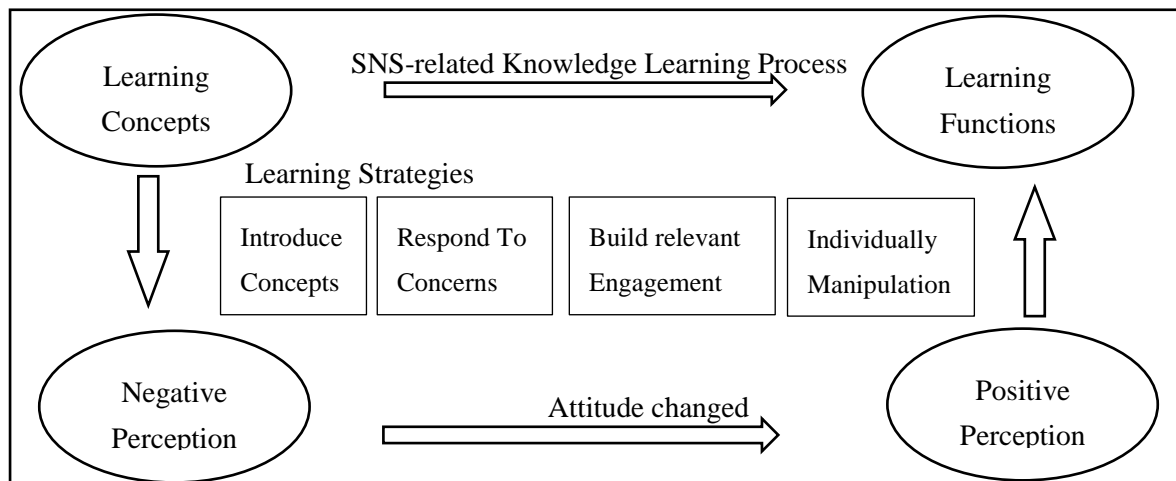 Learning
Concepts
SNS-related Knowledge Learning Process
Learning
Functions
Learning Strategies
Introduce
Concepts
Respond To
Concerns
Build relevant
Engagement
Individually
Manipulation
Negative
Perception
Attitude changed
Positive
Perception